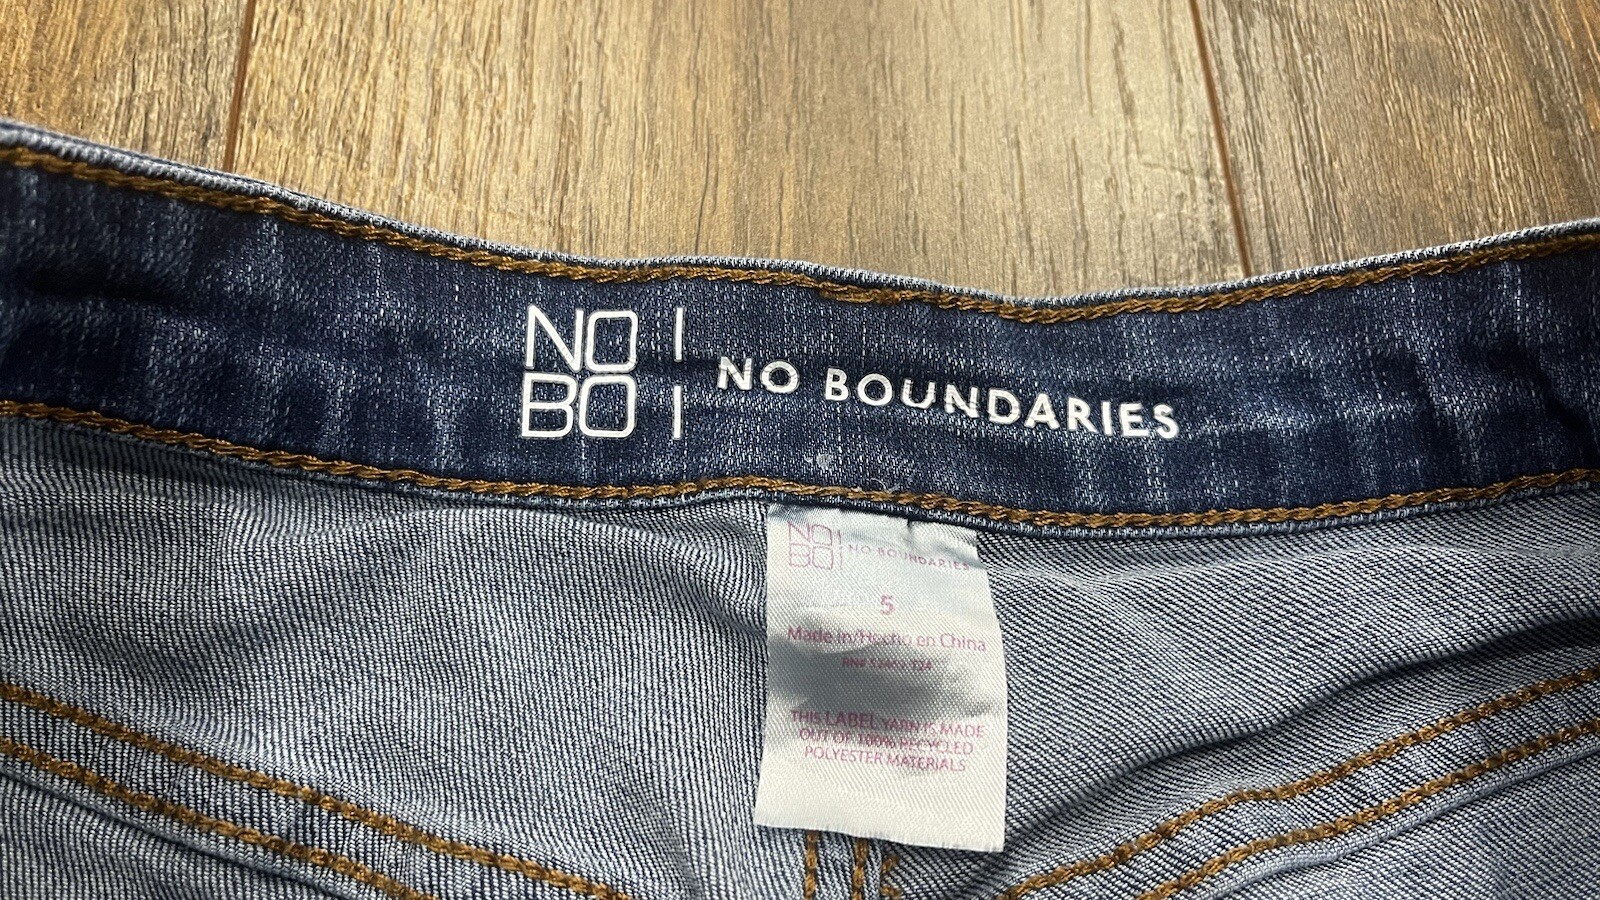 NO
BO
NO BOUNDARIES
NO
BO
NO BOUNDARIES
5
Made in/Hecho en China
RN#
THIS LABEL YARN IS MADE
OUT OF 100% RECYCLED
POLYESTER MATERIALS